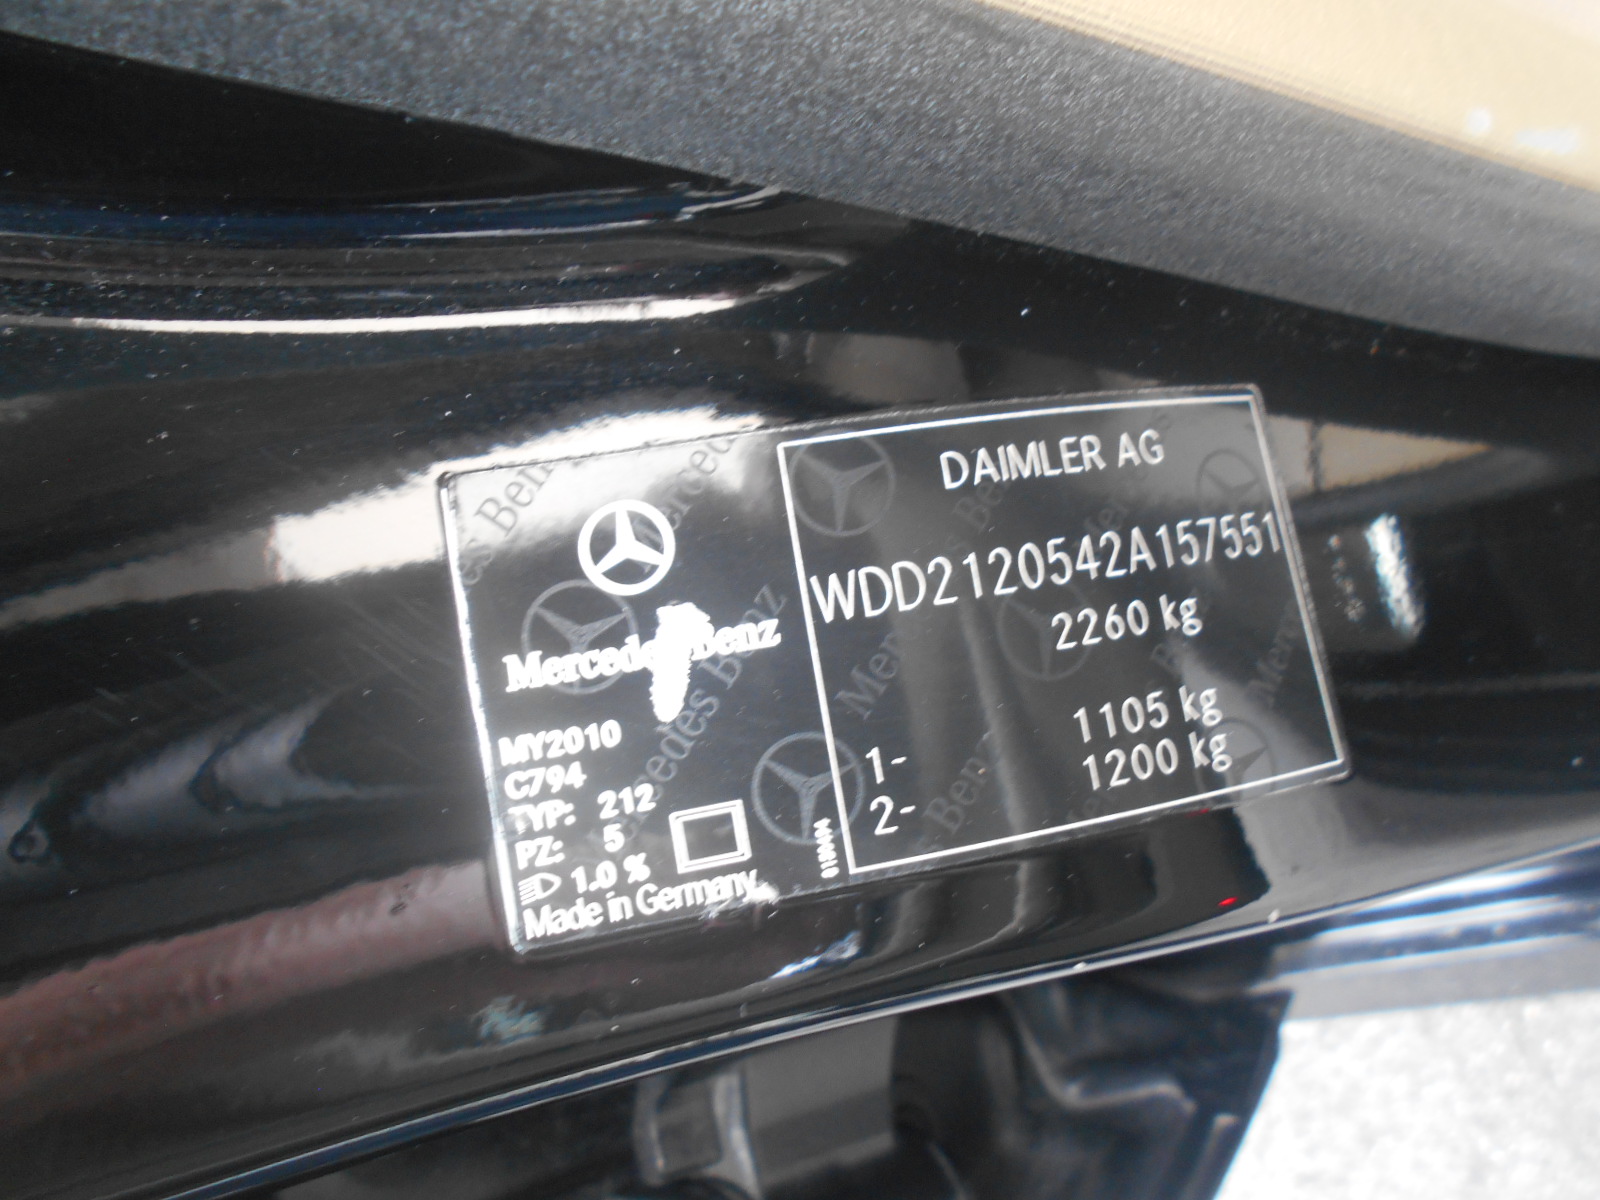 Mercedes-Benz
MY2010
C794
TYP: 212
PZ: 5
1.0 %
Made in Germany
DAIMLER AG
WDD2120542A157551
2260 kg
1- 1105 kg
2- 1200 kg